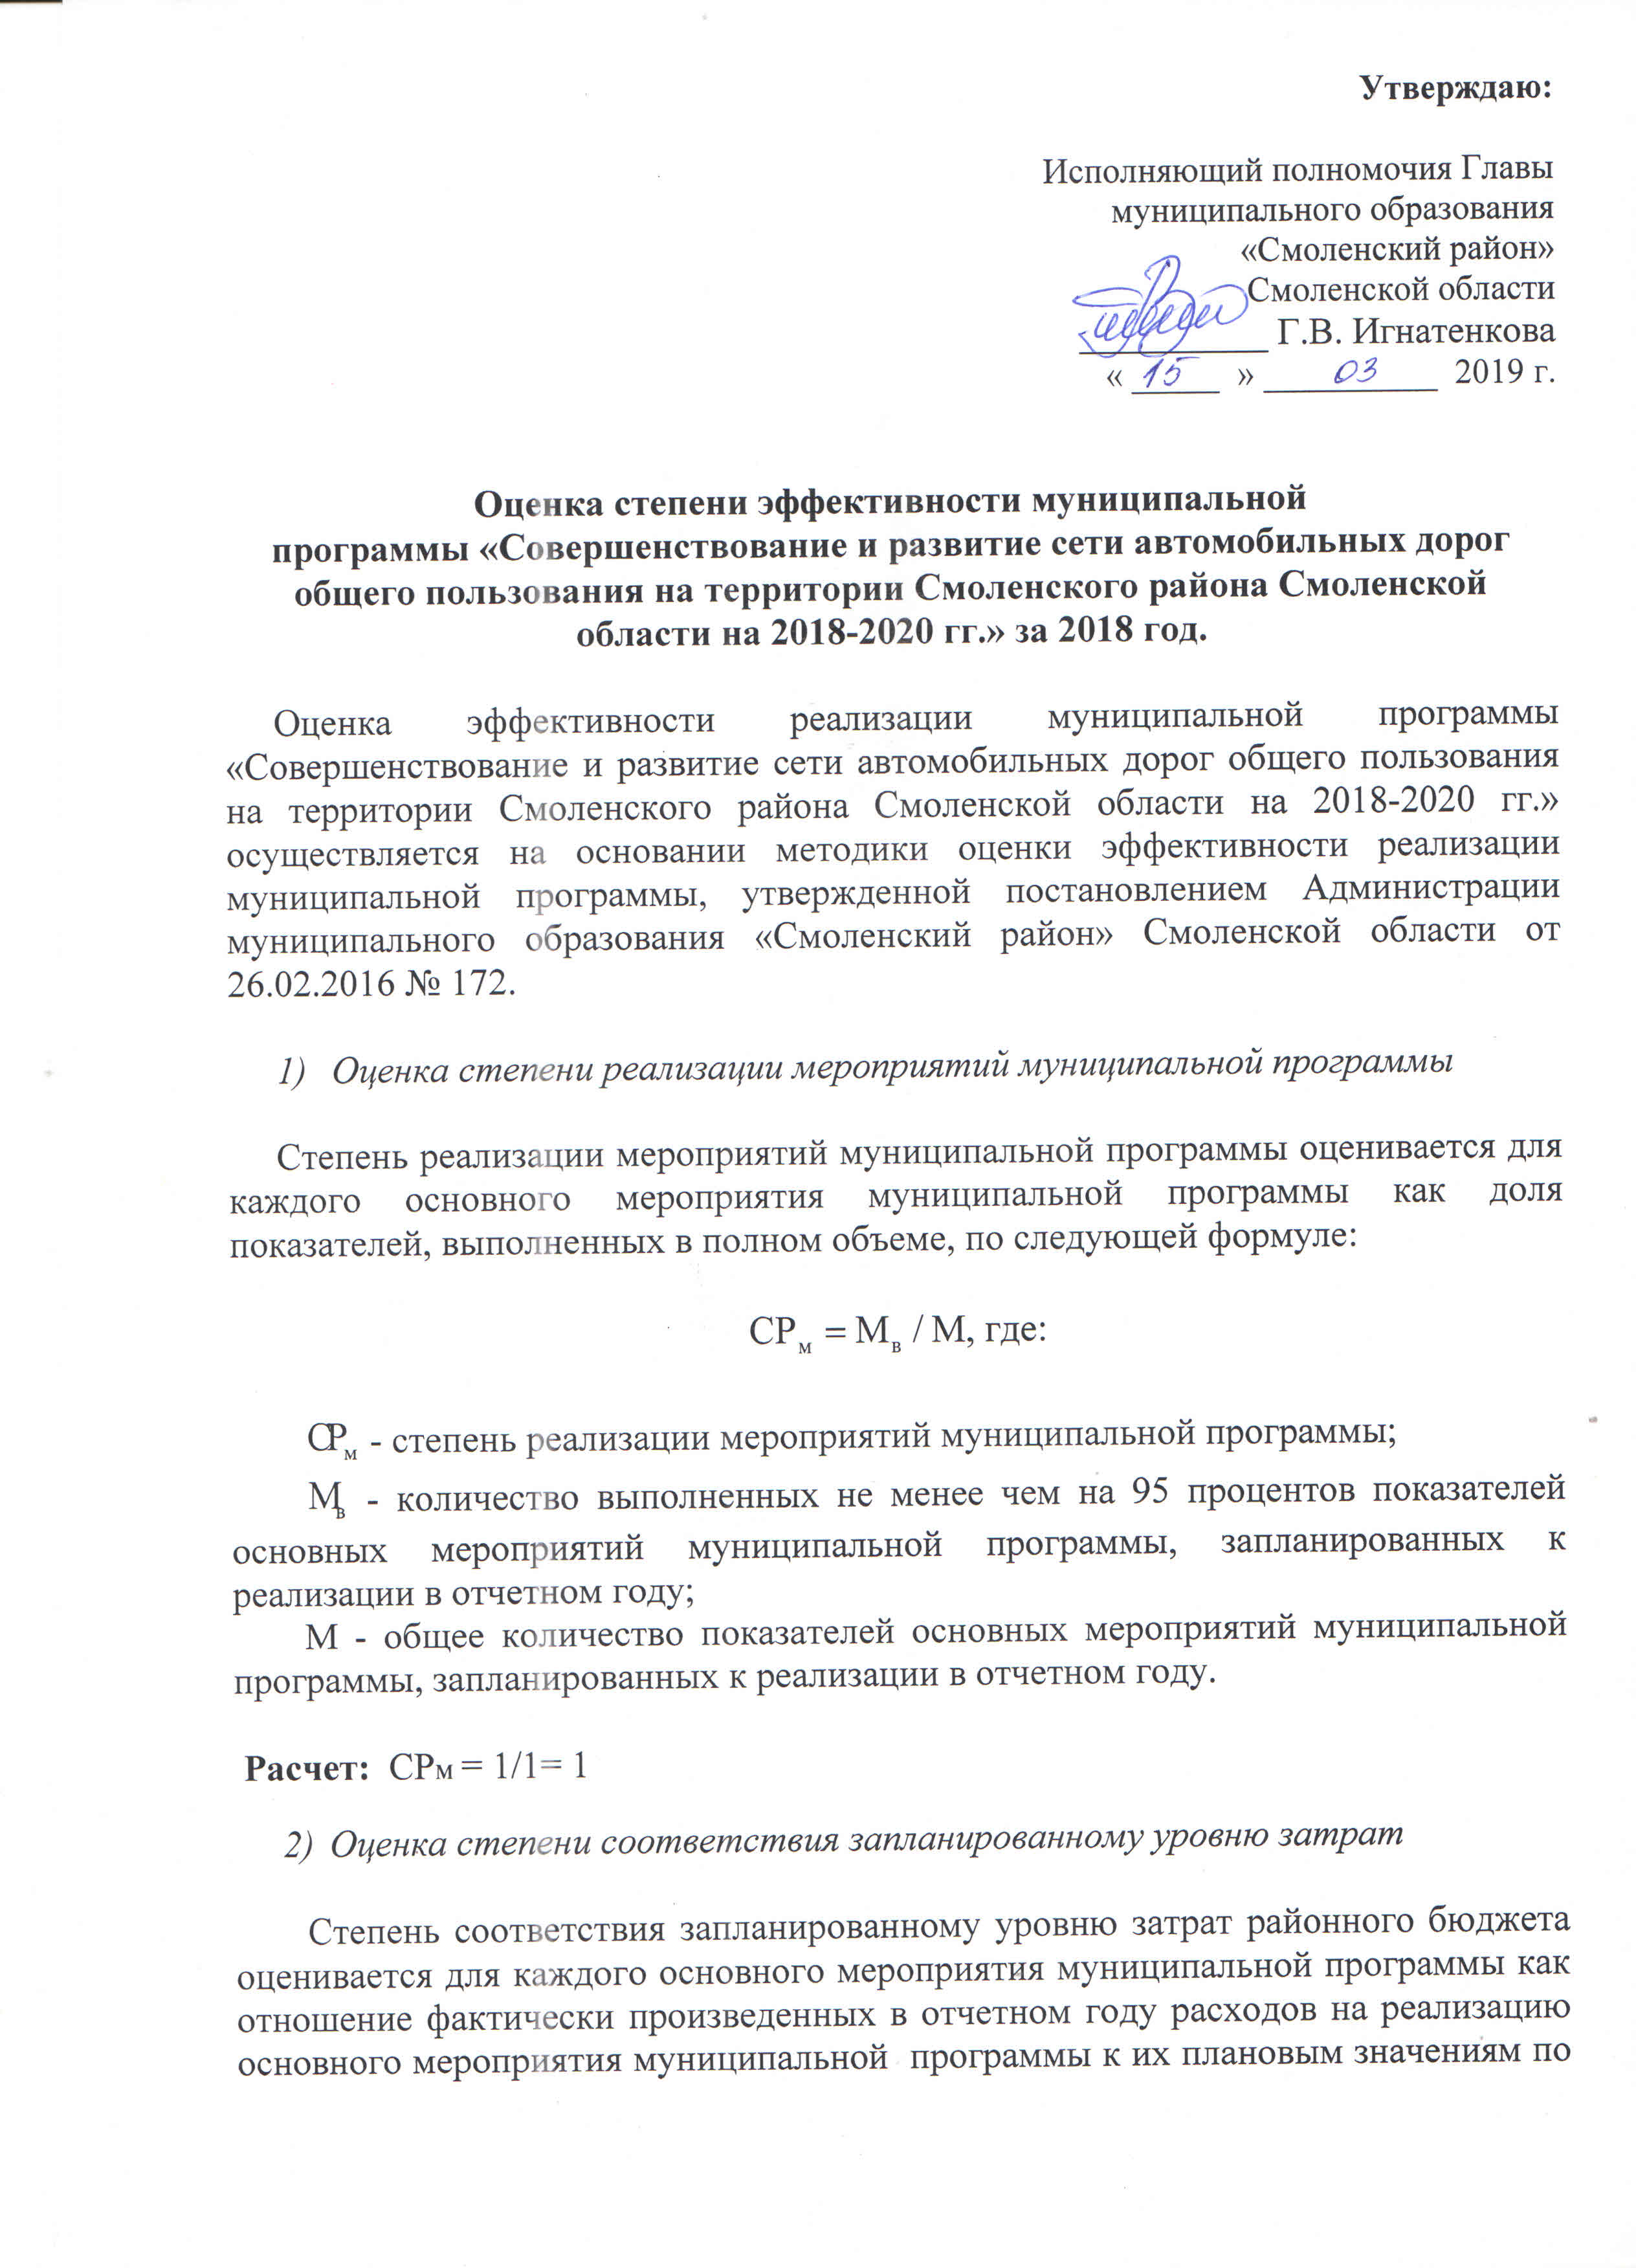 Утверждаю:
Исполняющий полномочия Главы
муниципального образования
«Смоленский район»
Смоленской области
____________ Г.В. Игнатенкова
« 15 » 03 2019 г.
Оценка степени эффективности муниципальной
программы «Совершенствование и развитие сети автомобильных дорог
общего пользования на территории Смоленского района Смоленской
области на 2018-2020 гг.» за 2018 год.
Оценка эффективности реализации муниципальной программы
«Совершенствование и развитие сети автомобильных дорог общего пользования
на территории Смоленского района Смоленской области на 2018-2020 гг.»
осуществляется на основании методики оценки эффективности реализации
муниципальной программы, утвержденной постановлением Администрации
муниципального образования «Смоленский район» Смоленской области от
26.02.2016 № 172.
1) Оценка степени реализации мероприятий муниципальной программы
Степень реализации мероприятий муниципальной программы оценивается для
каждого основного мероприятия муниципальной программы как доля
показателей, выполненных в полном объеме, по следующей формуле:
СРм = Мв / М, где:
СРм - степень реализации мероприятий муниципальной программы;
Мв - количество выполненных не менее чем на 95 процентов показателей
основных мероприятий муниципальной программы, запланированных к
реализации в отчетном году;
М - общее количество показателей основных мероприятий муниципальной
программы, запланированных к реализации в отчетном году.
Расчет: СРм = 1/1= 1
2) Оценка степени соответствия запланированному уровню затрат
Степень соответствия запланированному уровню затрат районного бюджета
оценивается для каждого основного мероприятия муниципальной программы как
отношение фактически произведенных в отчетном году расходов на реализацию
основного мероприятия муниципальной программы к их плановым значениям по